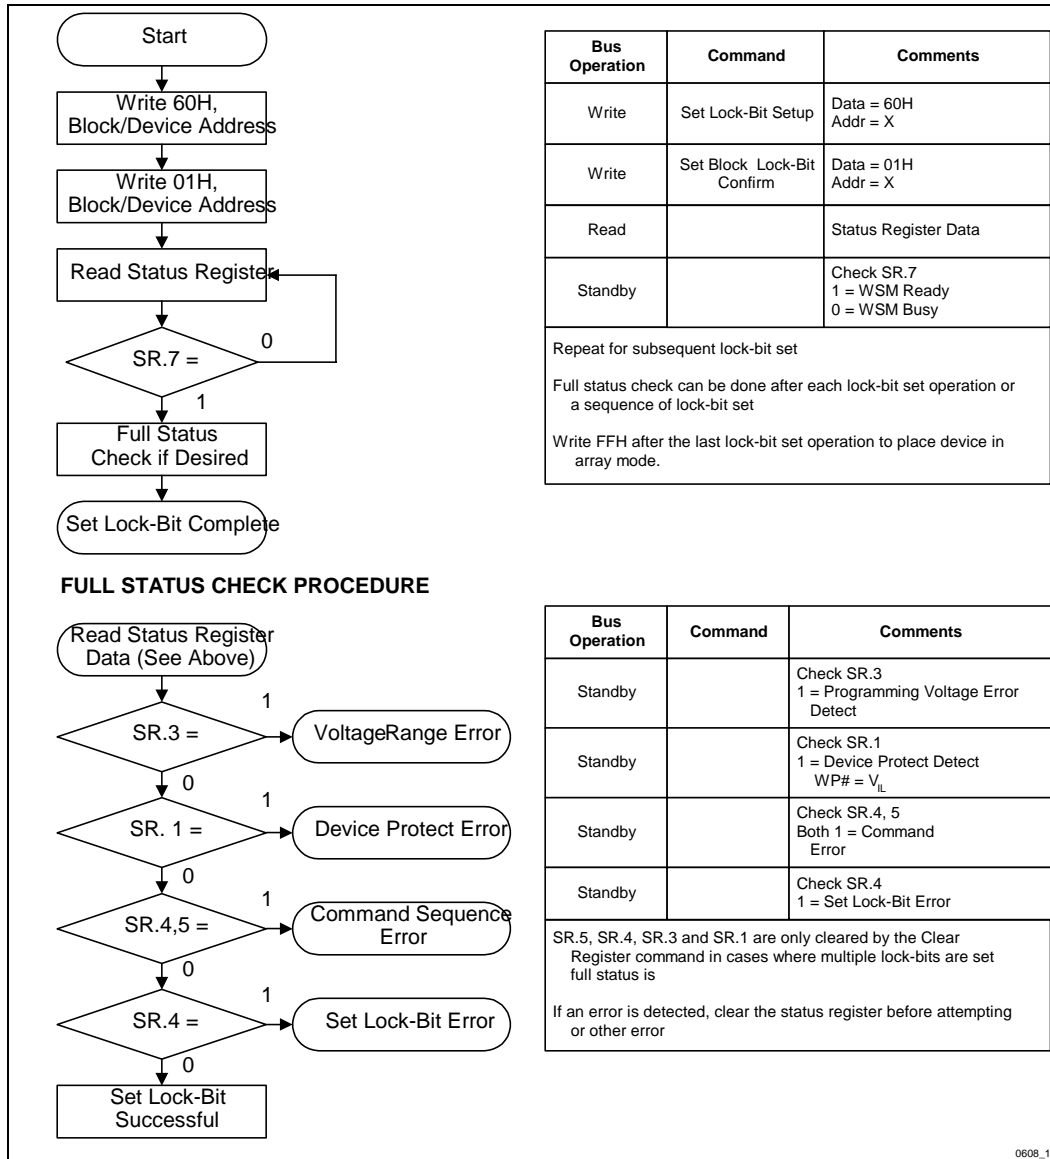 Start
Write 60H,
Block/Device Address
Write 01H,
Block/Device Address
Read Status Register
SR.7 =
0
1
Full Status
Check if Desired
Set Lock-Bit Complete
Bus
Operation
Command
Comments
Write
Set Lock-Bit Setup
Data = 60H
Addr = X
Write
Set Block Lock-Bit
Confirm
Data = 01H
Addr = X
Read
Status Register Data
Standby
Check SR.7
1 = WSM Ready
0 = WSM Busy
Repeat for subsequent lock-bit set
Full status check can be done after each lock-bit set operation or
a sequence of lock-bit set
Write FFH after the last lock-bit set operation to place device in
array mode.
FULL STATUS CHECK PROCEDURE
Read Status Register
Data (See Above)
SR.3 =
1
VoltageRange Error
0
SR. 1 =
1
Device Protect Error
0
SR.4,5 =
1
Command Sequence
Error
0
SR.4 =
1
Set Lock-Bit Error
0
Set Lock-Bit
Successful
Bus
Operation
Command
Comments
Standby
Check SR.3
1 = Programming Voltage Error
Detect
Standby
Check SR.1
1 = Device Protect Detect
WP# = VIL
Standby
Check SR.4, 5
Both 1 = Command
Error
Standby
Check SR.4
1 = Set Lock-Bit Error
SR.5, SR.4, SR.3 and SR.1 are only cleared by the Clear
Register command in cases where multiple lock-bits are set
full status is
If an error is detected, clear the status register before attempting
or other error
0608_1